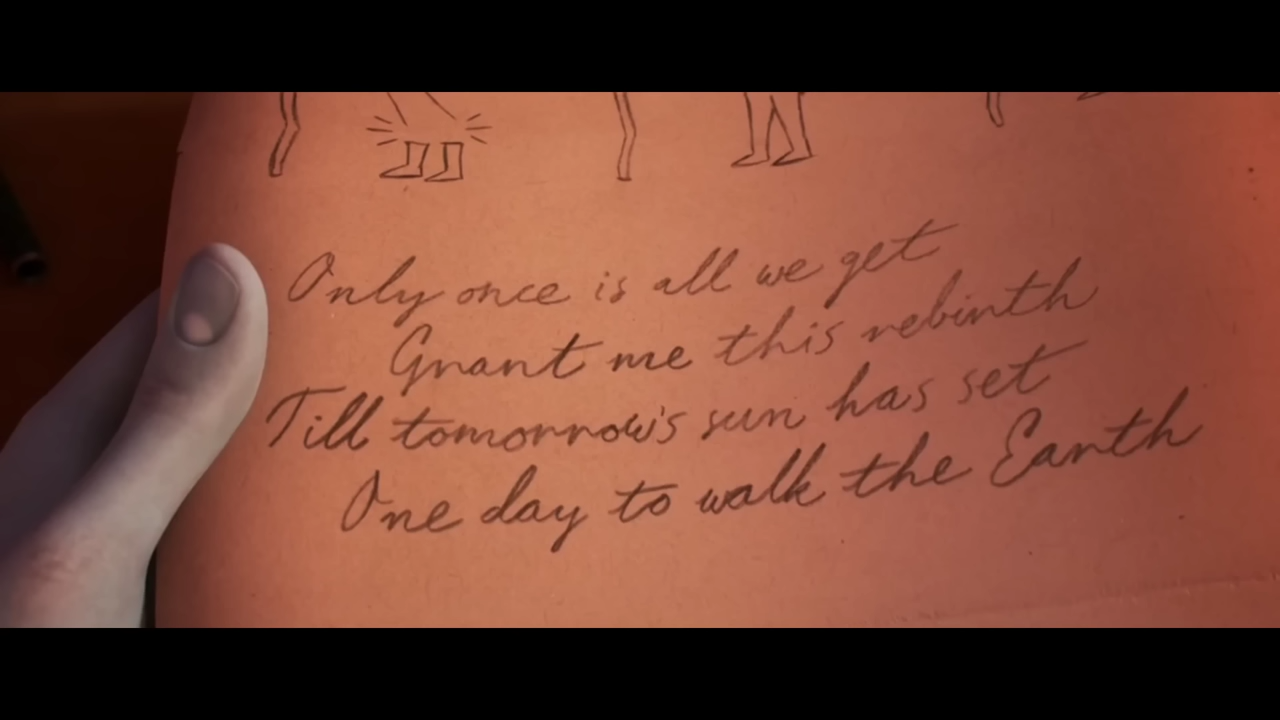 Only once is all we get
Grant me this rebirth
Till tomorrow's sun has set
One day to walk the Earth